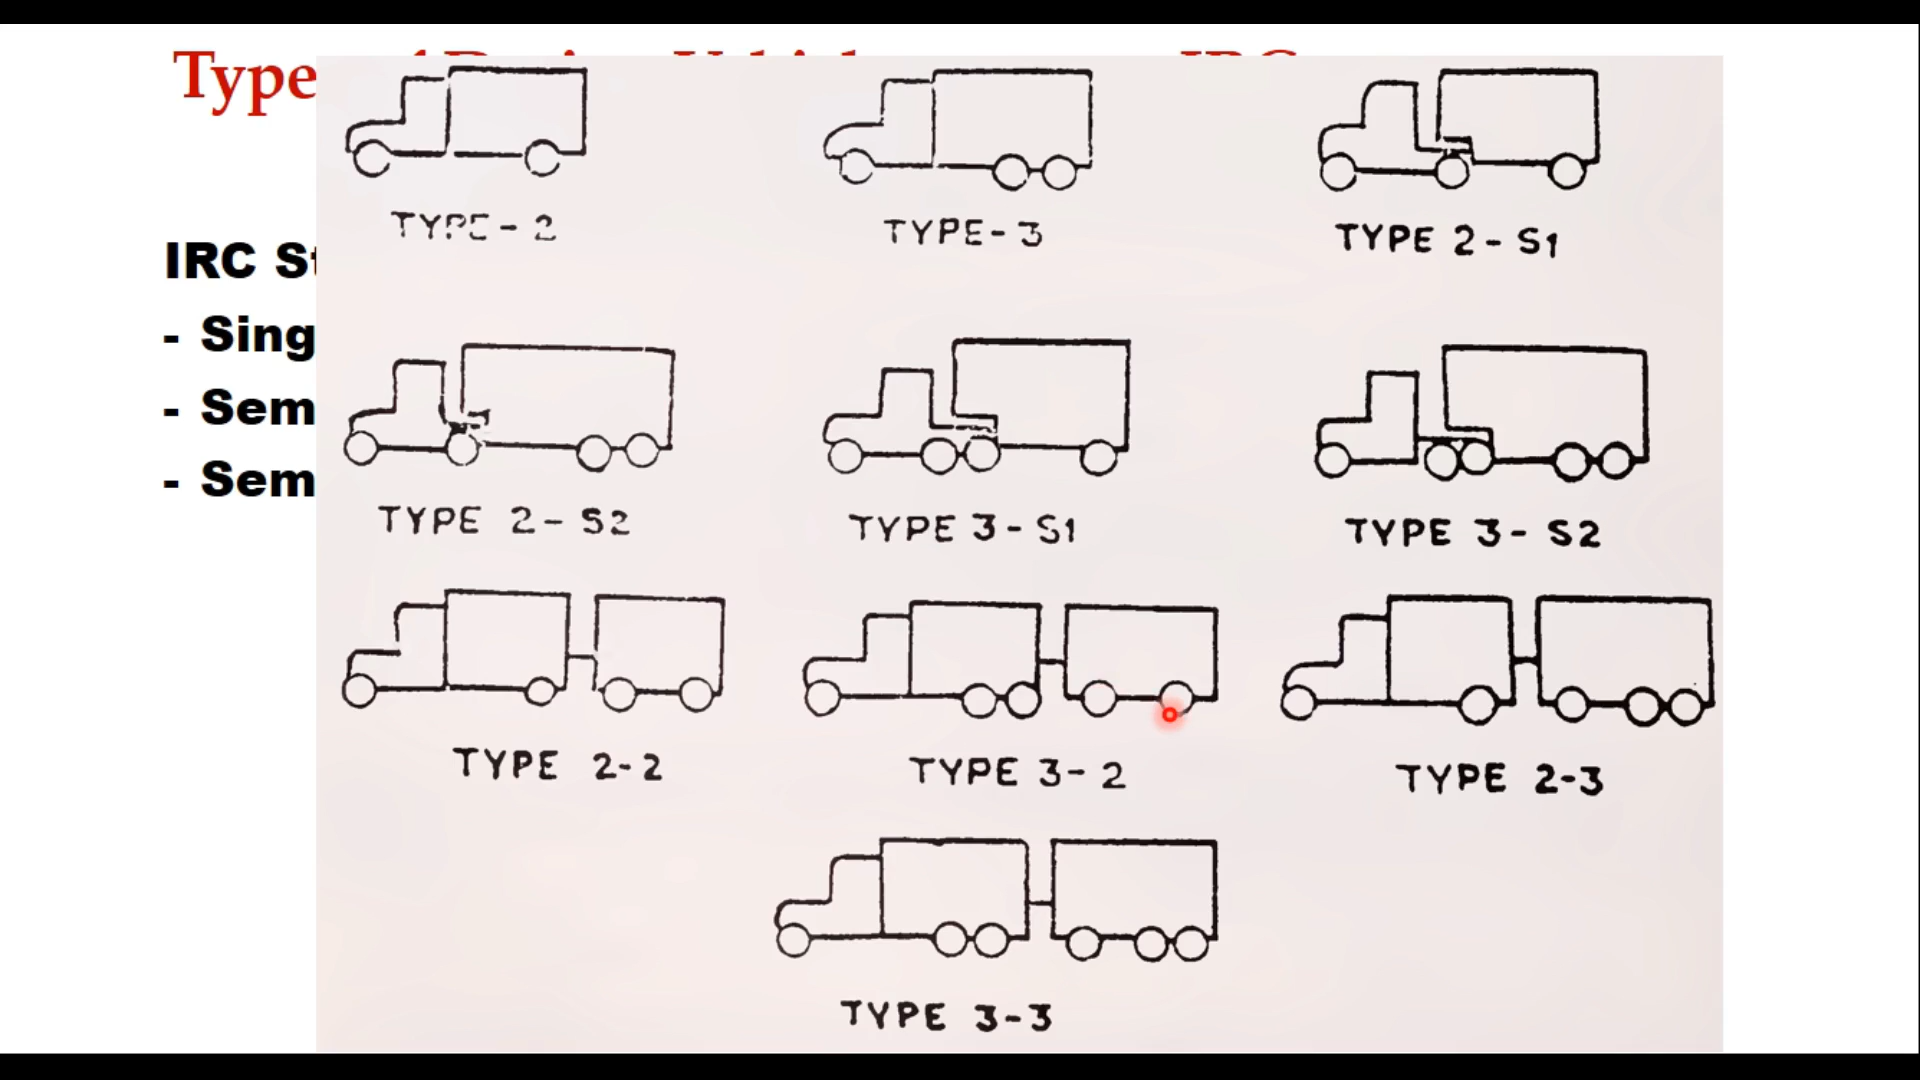 Type
TYPE-2
TYPE-3
TYPE 2-S1
IRC St
- Sing
- Sem
- Sem
TYPE 2-S2
TYPE 3-S1
TYPE 3-S2
TYPE 2-2
TYPE 3-2
TYPE 2-3
TYPE 3-3